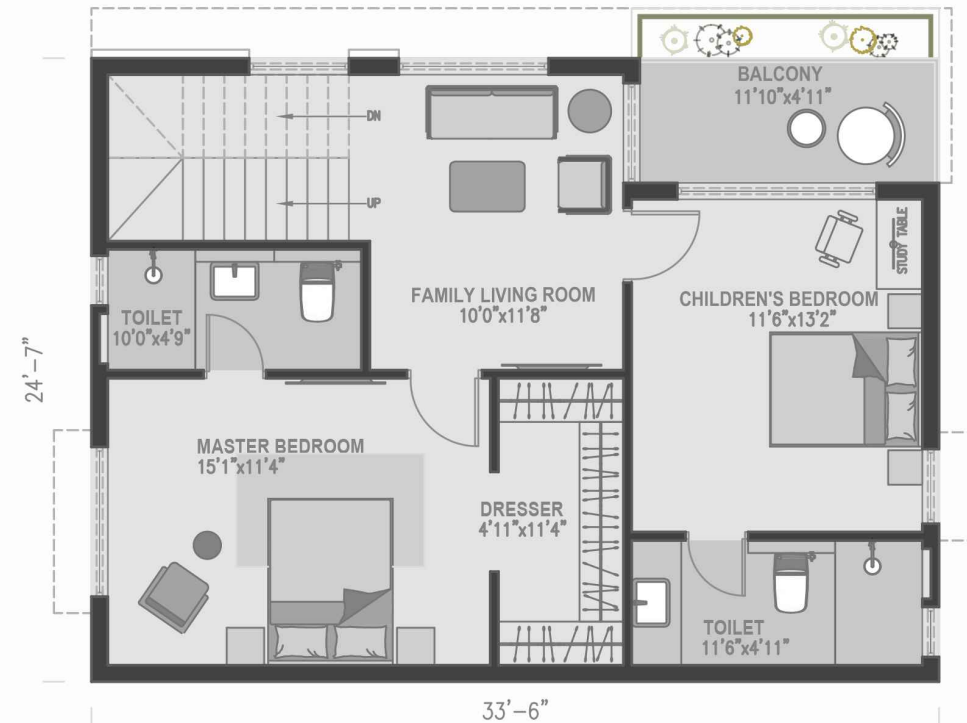 BALCONY
11'10"x4'11"
DN
UP
STUDY TABLE
FAMILY LIVING ROOM
10'0"x11'8"
CHILDREN'S BEDROOM
11'6"x13'2"
TOILET
10'0"x4'9"
24'-7"
MASTER BEDROOM
15'1"x11'4"
DRESSER
4'11"x11'4"
TOILET
11'6"x4'11"
33'-6"